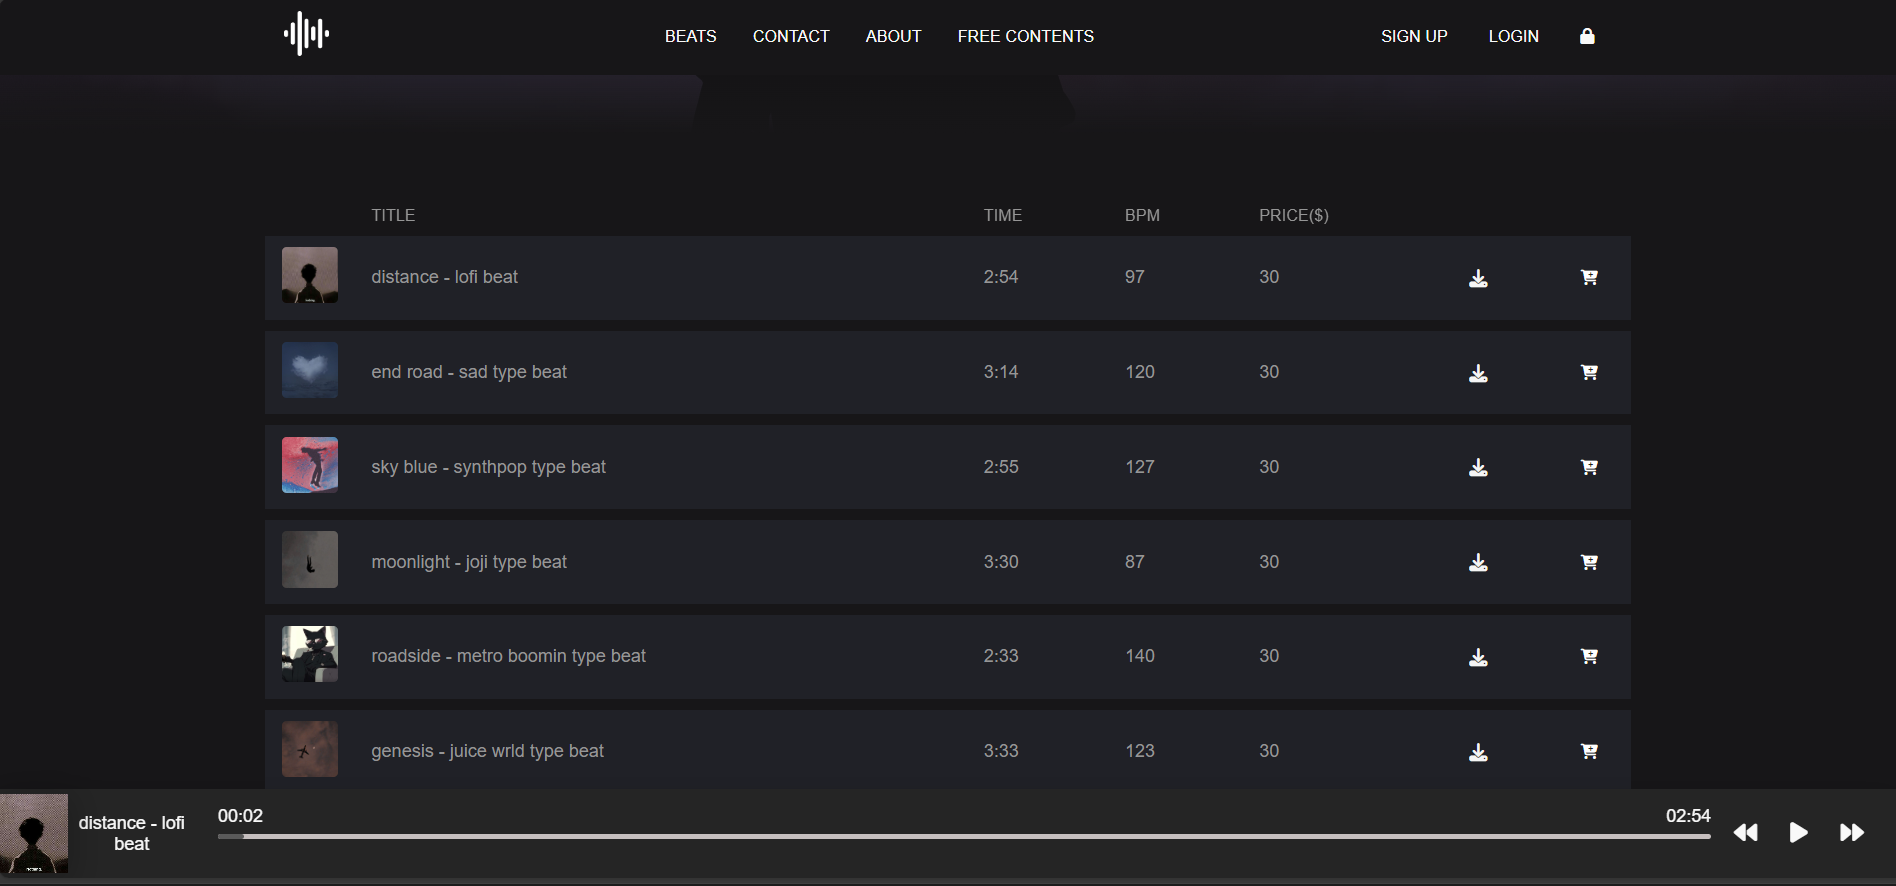 BEATS CONTACT ABOUT FREE CONTENTS SIGN UP LOGIN
TITLE TIME BPM PRICE($)
distance - lofi beat 2:54 97 30
end road - sad type beat 3:14 120 30
sky blue - synthpop type beat 2:55 127 30
moonlight - joji type beat 3:30 87 30
roadside - metro boomin type beat 2:33 140 30
genesis - juice wrld type beat 3:33 123 30
distance - lofi
beat
00:02 02:54